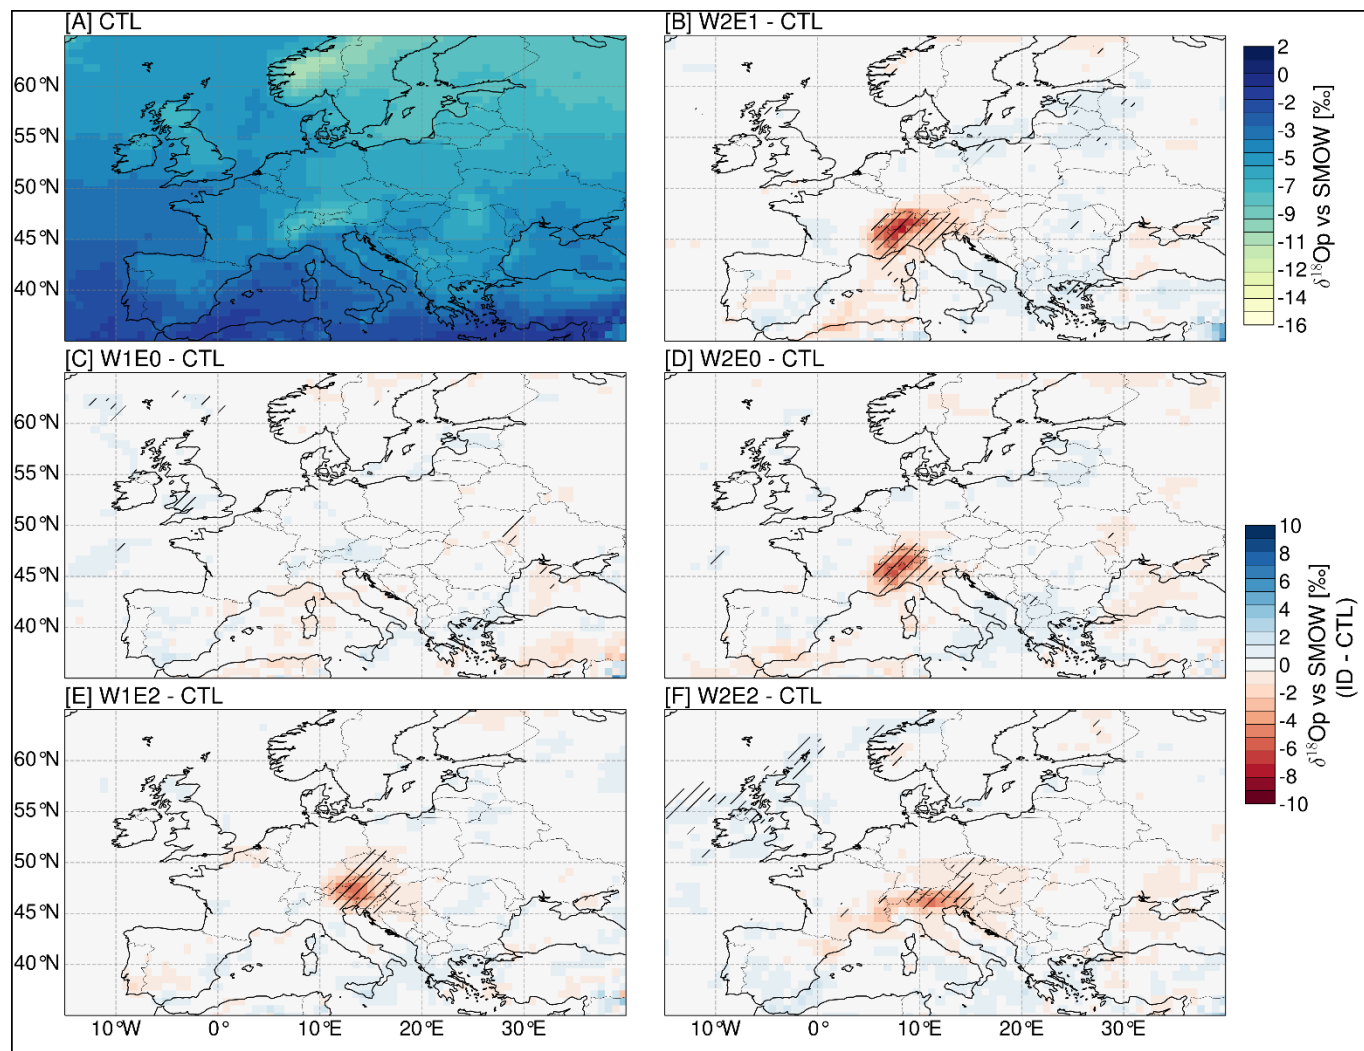 [A] CTL
[B] W2E1 - CTL
60°N
55°N
50°N
45°N
40°N
2
0
-2
-3
-5
-7
-9
-11
-12
-14
-16
δ¹⁸Op vs SMOW [‰]
[C] W1E0 - CTL
[D] W2E0 - CTL
60°N
55°N
50°N
45°N
40°N
[E] W1E2 - CTL
[F] W2E2 - CTL
60°N
55°N
50°N
45°N
40°N
10°W
0°
10°E
20°E
30°E
10°W
0°
10°E
20°E
30°E
10
8
6
4
2
0
-2
-4
-6
-8
-10
δ¹⁸Op vs SMOW [‰]
(ID - CTL)